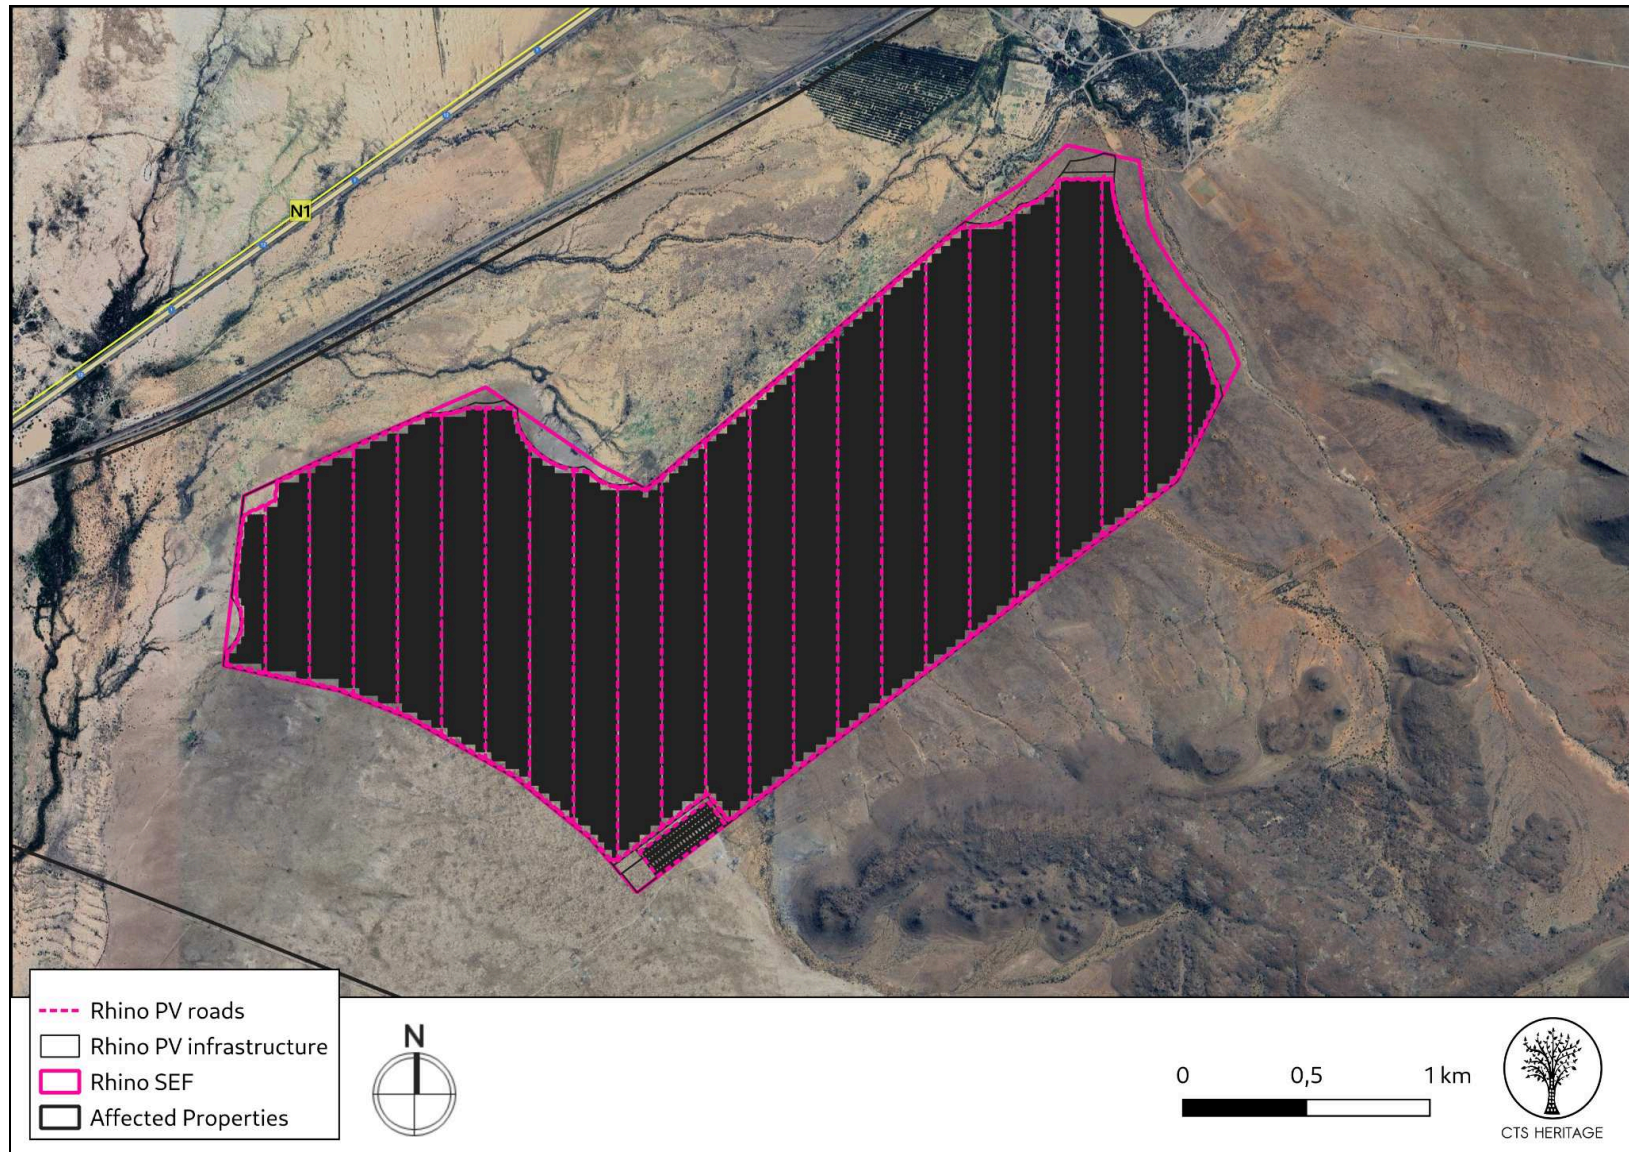 N1
Rhino PV roads
Rhino PV infrastructure
Rhino SEF
Affected Properties
N
0 0,5 1 km
CTS HERITAGE